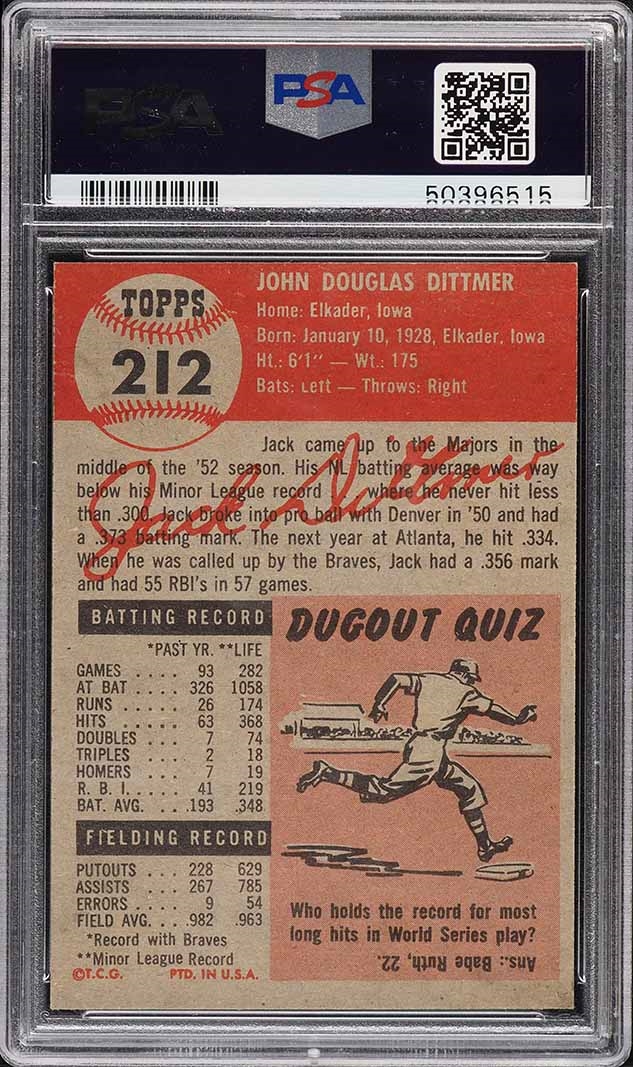 PSA
PSA
50396515
TOPPS
212
JOHN DOUGLAS DITTMER
Home: Elkader, Iowa
Born: January 10, 1928, Elkader, Iowa
Ht.: 6'1" — Wt.: 175
Bats: Left — Throws: Right
Jack came up to the Majors in the
middle of the '52 season. His NL batting average was way
below his Minor League record where he never hit less
than .300. Jack broke into pro ball with Denver in '50 and had
a .373 batting mark. The next year at Atlanta, he hit .334.
When he was called up by the Braves, Jack had a .356 mark
and had 55 RBI's in 57 games.
Jack Dittmer
BATTING RECORD
*PAST YR. **LIFE
GAMES . . . . 93 282
AT BAT . . . . 326 1058
RUNS . . . . 26 174
HITS . . . . 63 368
DOUBLES . . . 7 74
TRIPLES . . . 2 18
HOMERS . . . 7 19
R. B. I. . . . . 41 219
BAT. AVG. . . .193 .348
FIELDING RECORD
PUTOUTS . . . 228 629
ASSISTS . . . 267 785
ERRORS . . . . 9 54
FIELD AVG. . . .982 .963
*Record with Braves
**Minor League Record
©T.C.G. PTD. IN U.S.A.
DUGOUT QUIZ
Who holds the record for most
long hits in World Series play?
Ans.: Babe Ruth, 22.